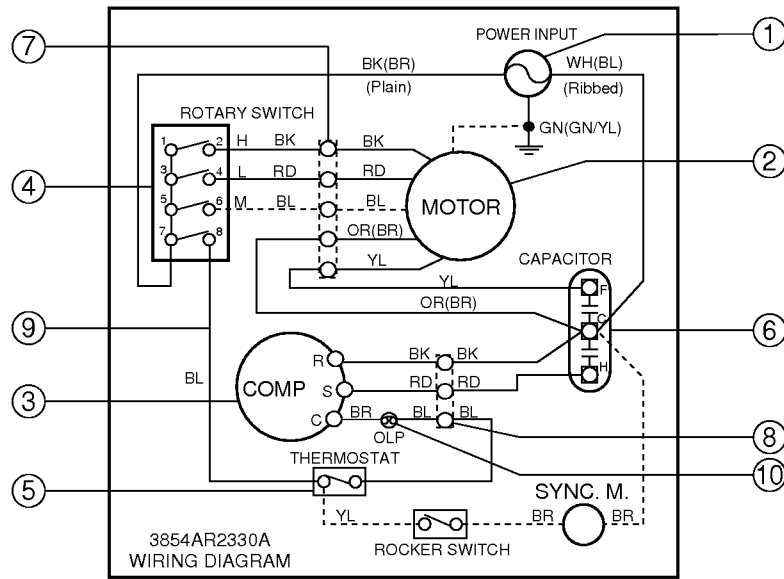 POWER INPUT
1
7
BK(BR)
WH(BL)
(Plain)
(Ribbed)
ROTARY SWITCH
GN(GN/YL)
1 2 H BK BK
3 4 L RD RD
2
4
5 6 M BL BL
MOTOR
7 8
OR(BR)
CAPACITOR
YL
YL
F
OR(BR)
C
9
6
R BK BK
H
BL
COMP
S RD RD
3
C BR BL BL
8
OLP
THERMOSTAT
10
5
SYNC. M.
YL
BR BR
3854AR2330A
ROCKER SWITCH
WIRING DIAGRAM